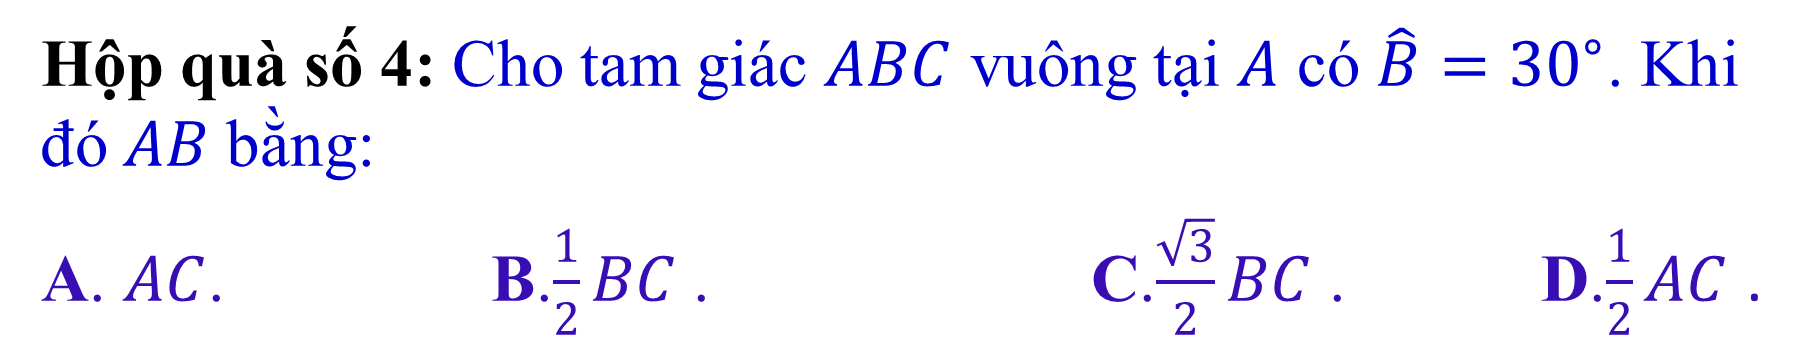 Hộp quà số 4: Cho tam giác ABC vuông tại A có B̂ = 30°. Khi
đó AB bằng:
A. AC. B. 1/2 BC . C. √3/2 BC . D. 1/2 AC .